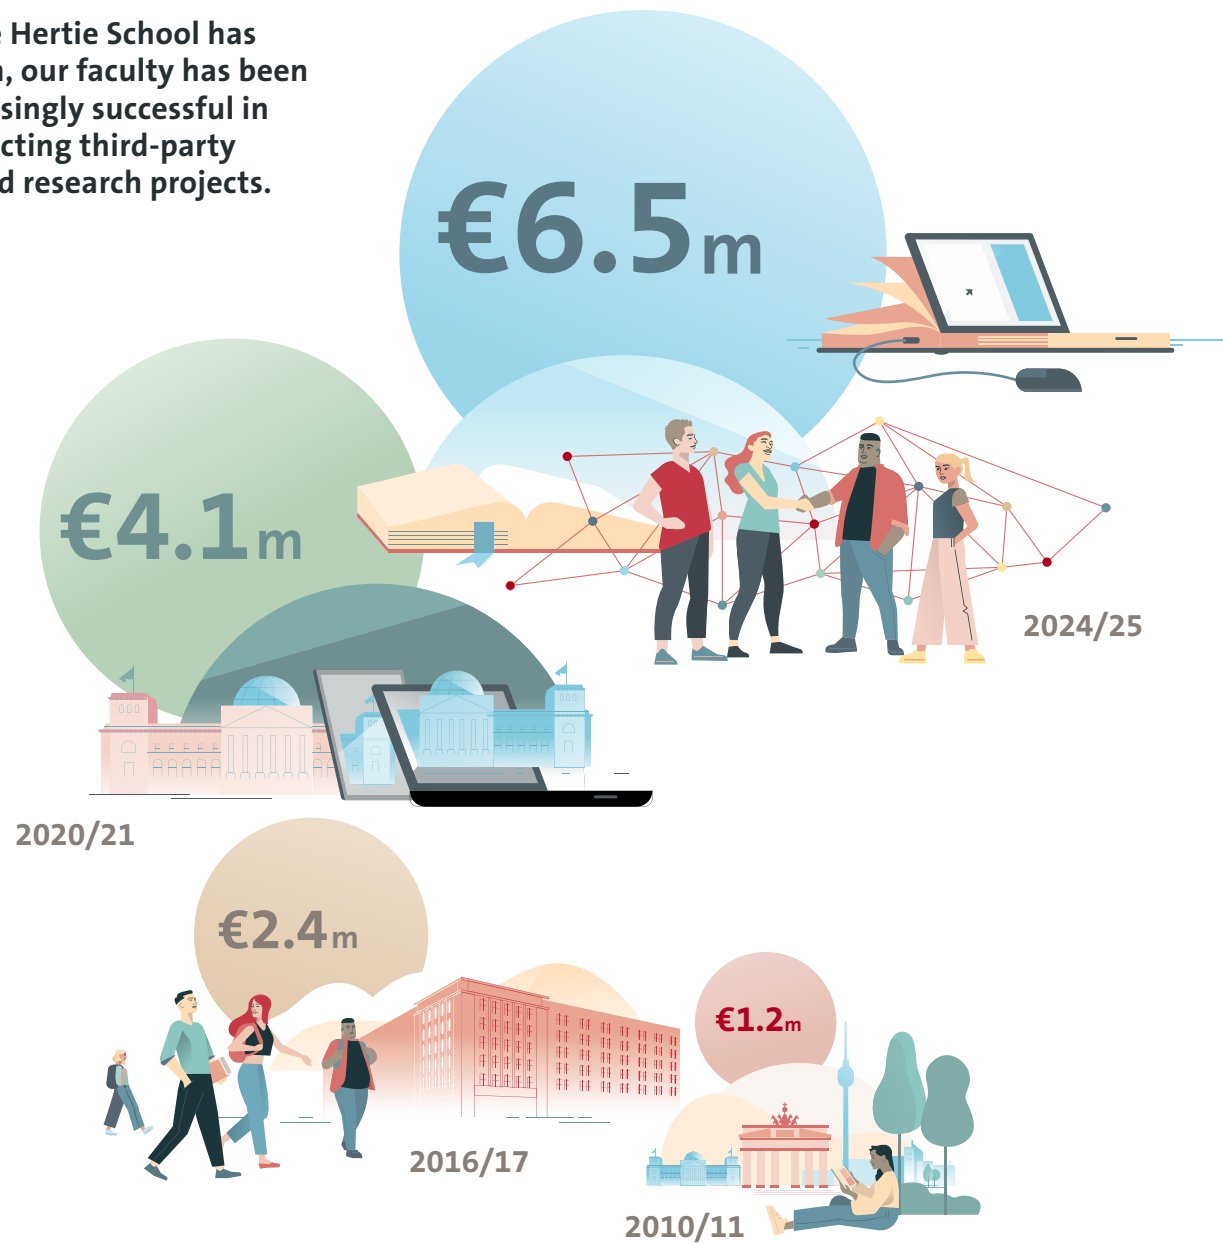 Hertie School has
, our faculty has been
singly successful in
cting third-party
research projects.
€6.5m
€4.1m
2024/25
2020/21
€2.4m
€1.2m
2016/17
2010/11